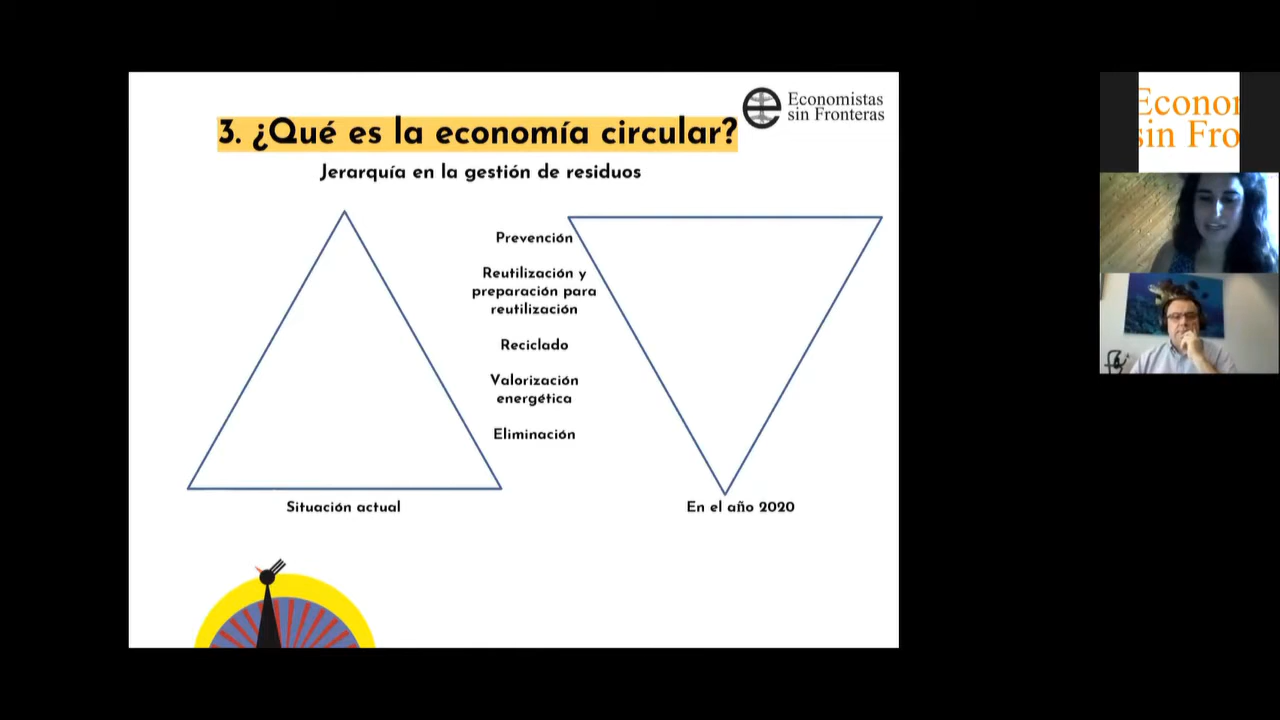 3. ¿Qué es la economía circular?
Economistas
sin Fronteras
Jerarquía en la gestión de residuos
Prevención
Reutilización y
preparación para
reutilización
Reciclado
Valorización
energética
Eliminación
Situación actual
En el año 2020
Econor
sin Fro